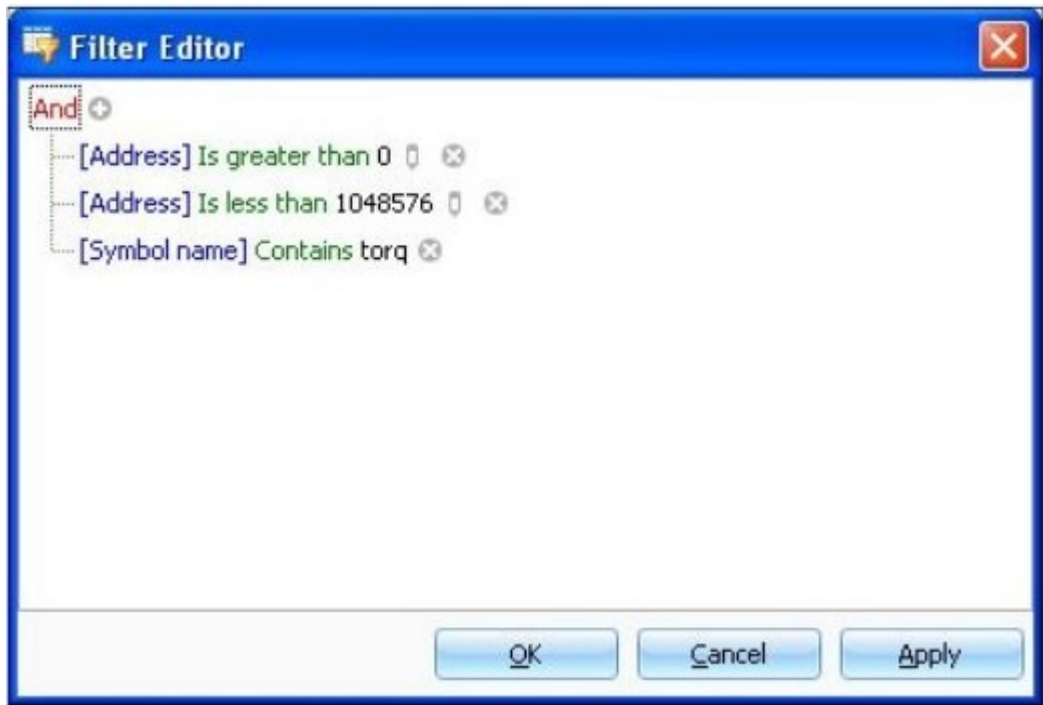 Filter Editor
And
[Address] Is greater than 0
[Address] Is less than 1048576
[Symbol name] Contains torq
OK Cancel Apply